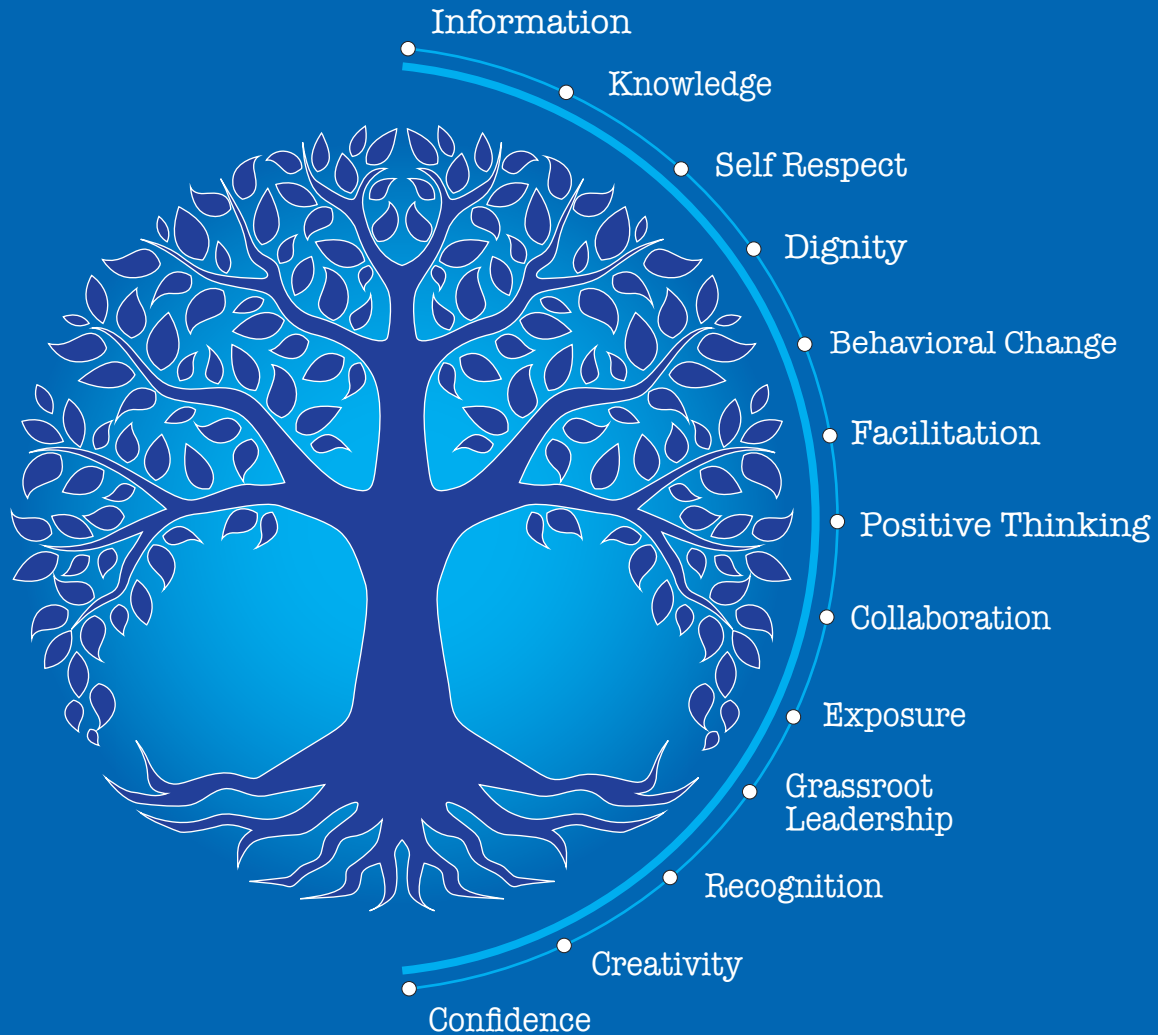 Information
Knowledge
Self Respect
Dignity
Behavioral Change
Facilitation
Positive Thinking
Collaboration
Exposure
Grassroot
Leadership
Recognition
Creativity
Confidence